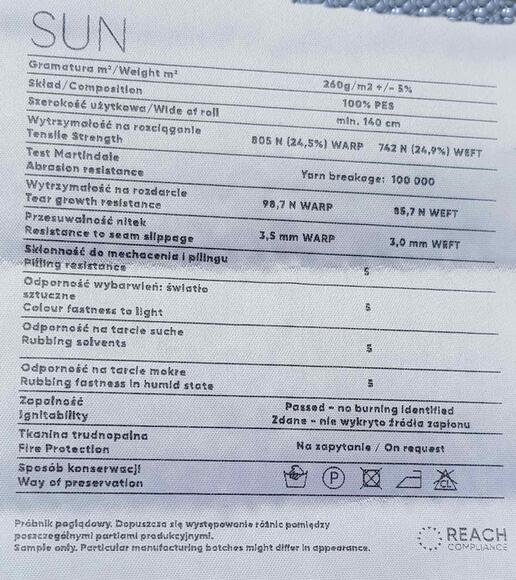 SUN
Gramatura m²/Weight m² 260g/m2 +/- 5%
Skład/Composition 100% PES
Szerokość użytkowa/Wide of roll min. 140 cm
Wytrzymałość na rozciąganie
Tensile Strength 805 N (24,5%) WARP 742 N (24,9%) WEFT
Test Martindale
Abrasion resistance Yarn breakage: 100 000
Wytrzymałość na rozdarcie
Tear growth resistance 98,7 N WARP 85,7 N WEFT
Przesuwalność nitek
Resistance to seam slippage 3,5 mm WARP 3,0 mm WEFT
Skłonność do mechacenia i pilingu
Pilling resistance 5
Odporność wybarwień: światło
sztuczne
Colour fastness to light 5
Odporność na tarcie suche
Rubbing solvents 5
Odporność na tarcie mokre
Rubbing fastness in humid state 5
Zapalność
Ignitability
Passed - no burning identified
Zdane - nie wykryto źródła zapłonu
Tkanina trudnopalna
Fire Protection Na zapytanie / On request
Sposób konserwacji
Way of preservation P CL
Próbnik poglądowy. Dopuszcza się występowanie różnic pomiędzy
poszczególnymi partiami produkcyjnymi.
Sample only. Particular manufacturing batches might differ in appearance.
REACH
COMPLIANCE